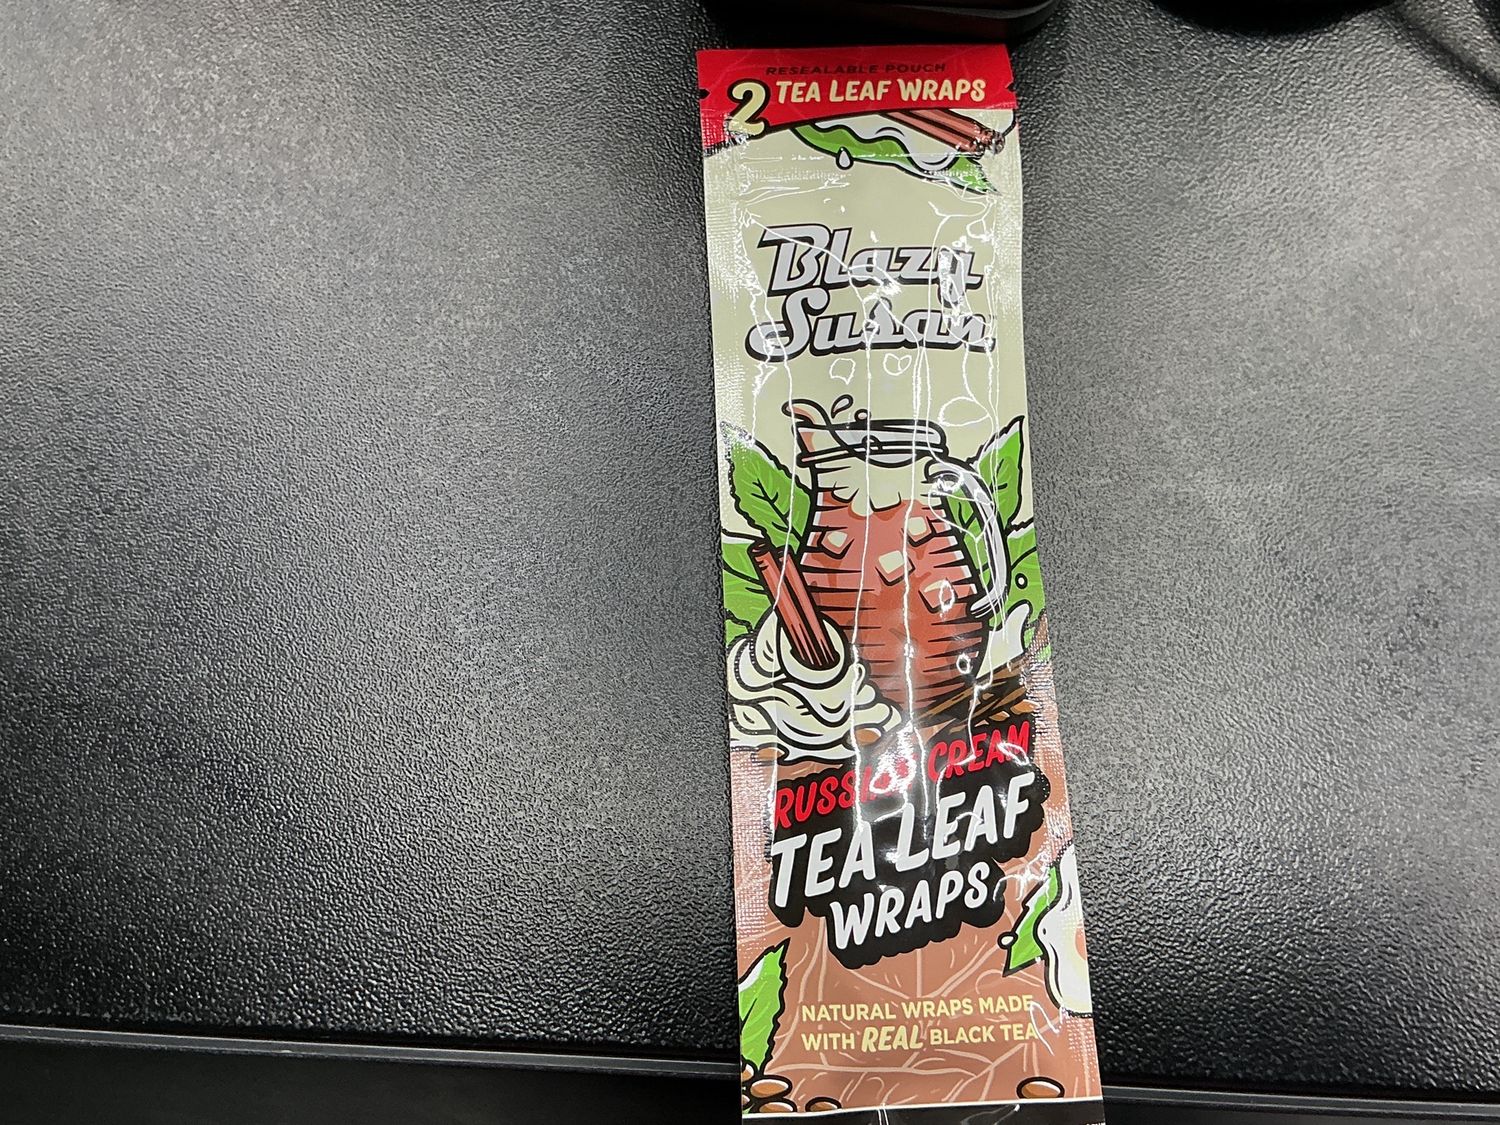 RESEALABLE POUCH
2 TEA LEAF WRAPS
Blazy
Susan
RUSSIAN CREAM
TEA LEAF
WRAPS
NATURAL WRAPS MADE
WITH REAL BLACK TEA